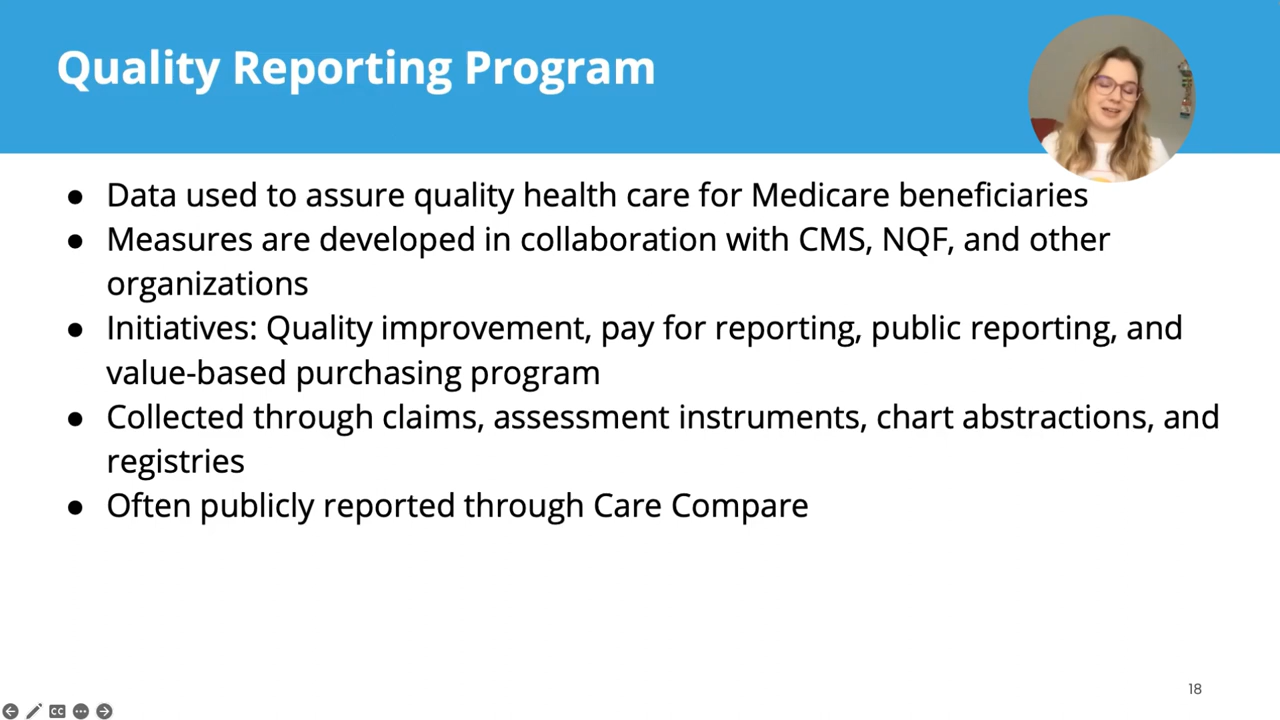 Quality Reporting Program
● Data used to assure quality health care for Medicare beneficiaries
● Measures are developed in collaboration with CMS, NQF, and other
organizations
● Initiatives: Quality improvement, pay for reporting, public reporting, and
value-based purchasing program
● Collected through claims, assessment instruments, chart abstractions, and
registries
● Often publicly reported through Care Compare
18
CC